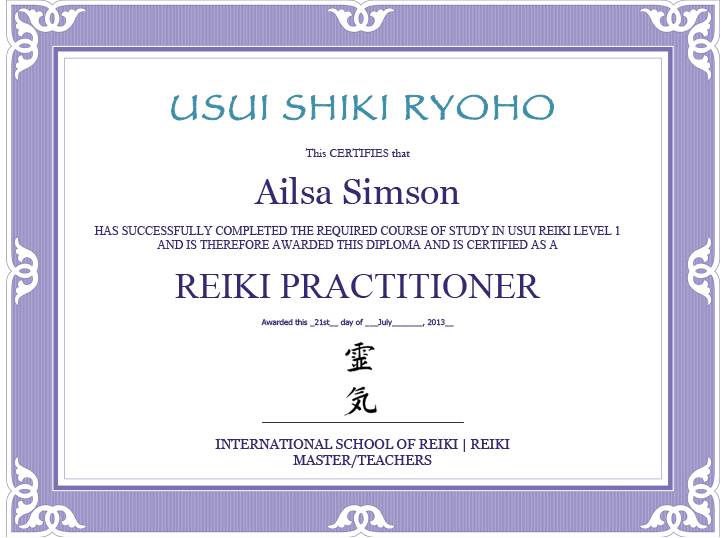 USUI SHIKI RYOHO
This CERTIFIES that
Ailsa Simson
HAS SUCCESSFULLY COMPLETED THE REQUIRED COURSE OF STUDY IN USUI REIKI LEVEL 1
AND IS THEREFORE AWARDED THIS DIPLOMA AND IS CERTIFIED AS A
REIKI PRACTITIONER
Awarded this _21st__ day of ___July_______, 2013__
霊
気
INTERNATIONAL SCHOOL OF REIKI | REIKI
MASTER/TEACHERS